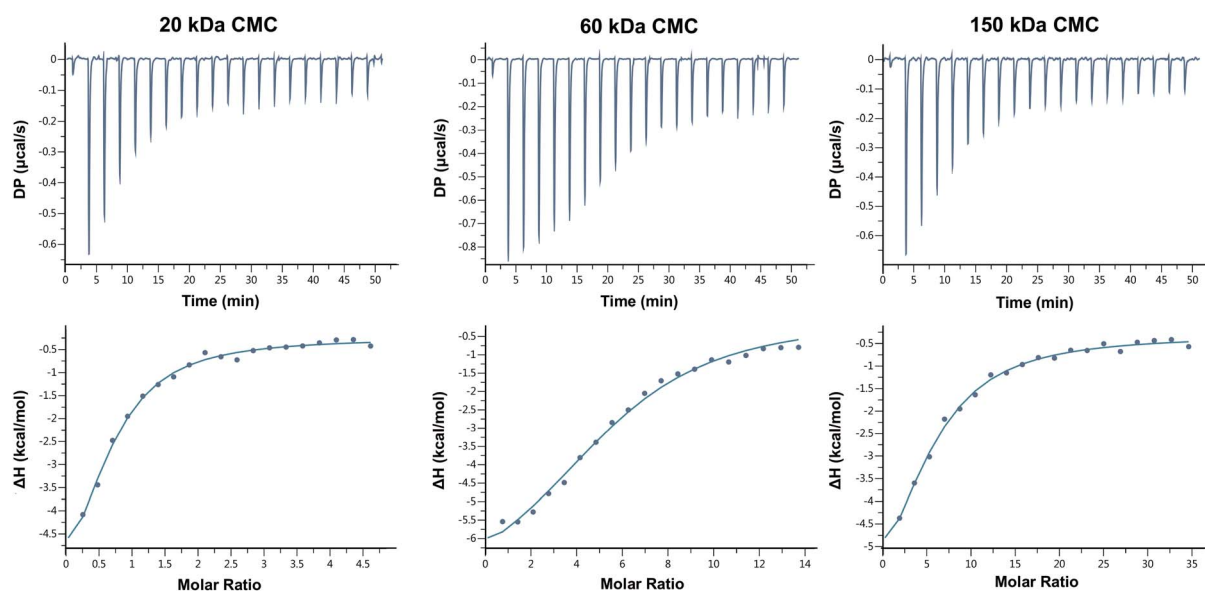 20 kDa CMC
60 kDa CMC
150 kDa CMC
DP (µcal/s)
0
-0.1
-0.2
-0.3
-0.4
-0.5
-0.6
0 5 10 15 20 25 30 35 40 45 50
Time (min)
DP (µcal/s)
0
-0.1
-0.2
-0.3
-0.4
-0.5
-0.6
-0.7
-0.8
0 5 10 15 20 25 30 35 40 45 50
Time (min)
DP (µcal/s)
0
-0.1
-0.2
-0.3
-0.4
-0.5
-0.6
0 5 10 15 20 25 30 35 40 45 50
Time (min)
ΔH (kcal/mol)
-0.5
-1
-1.5
-2
-2.5
-3
-3.5
-4
-4.5
0 0.5 1 1.5 2 2.5 3 3.5 4 4.5
Molar Ratio
ΔH (kcal/mol)
-0.5
-1
-1.5
-2
-2.5
-3
-3.5
-4
-4.5
-5
-5.5
-6
0 2 4 6 8 10 12 14
Molar Ratio
ΔH (kcal/mol)
-0.5
-1
-1.5
-2
-2.5
-3
-3.5
-4
-4.5
-5
0 5 10 15 20 25 30 35
Molar Ratio